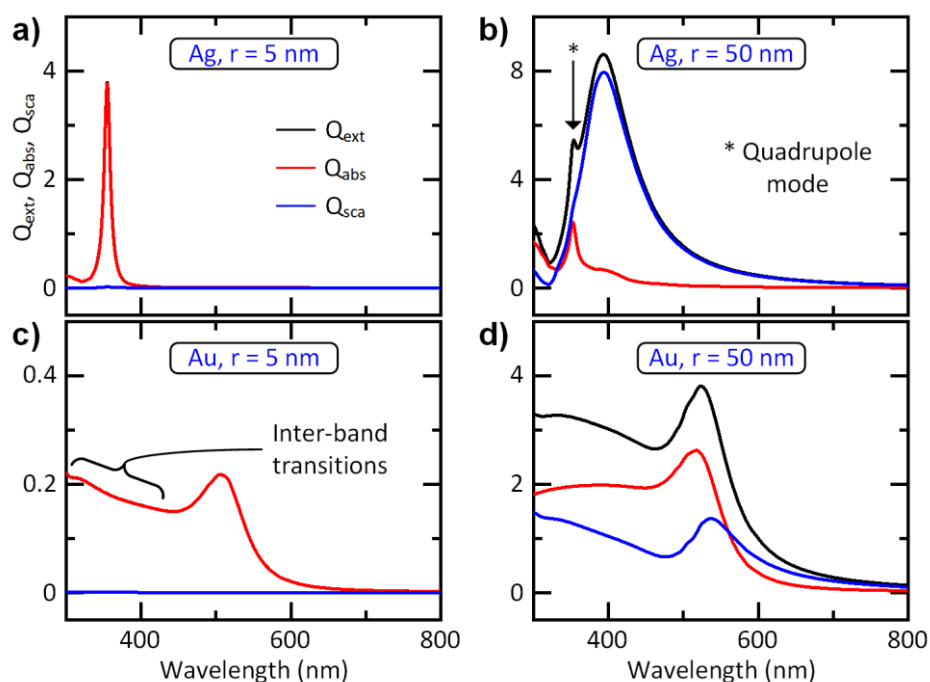 a)
Ag, r = 5 nm
Q_ext, Q_abs, Q_sca
4
2
0
Q_ext
Q_abs
Q_sca
b)
*
Ag, r = 50 nm
8
4
0
* Quadrupole
mode
c)
Au, r = 5 nm
0.4
0.2
0
Inter-band
transitions
400
600
800
Wavelength (nm)
d)
Au, r = 50 nm
4
2
0
400
600
800
Wavelength (nm)